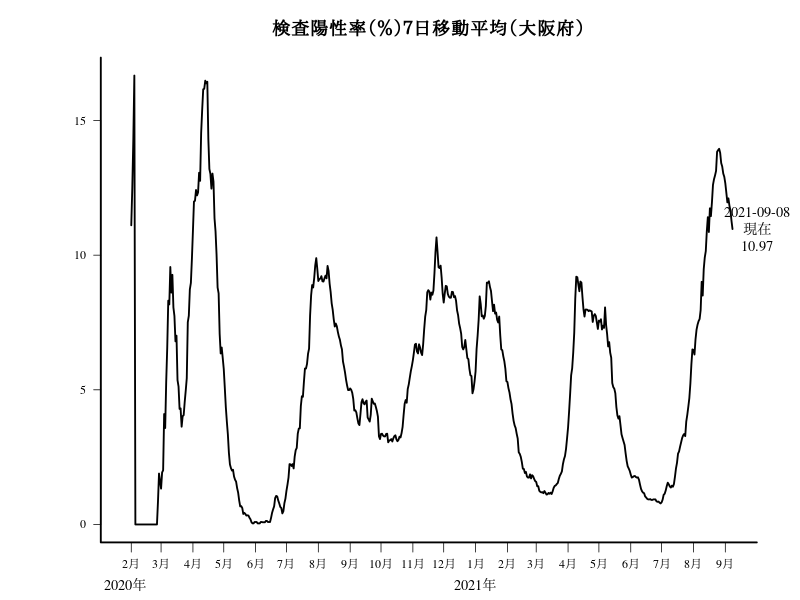 検査陽性率(%)7日移動平均(大阪府)
15
10
5
0
2021-09-08
現在
10.97
2月 3月 4月 5月 6月 7月 8月 9月 10月 11月 12月 1月 2月 3月 4月 5月 6月 7月 8月 9月
2020年 2021年